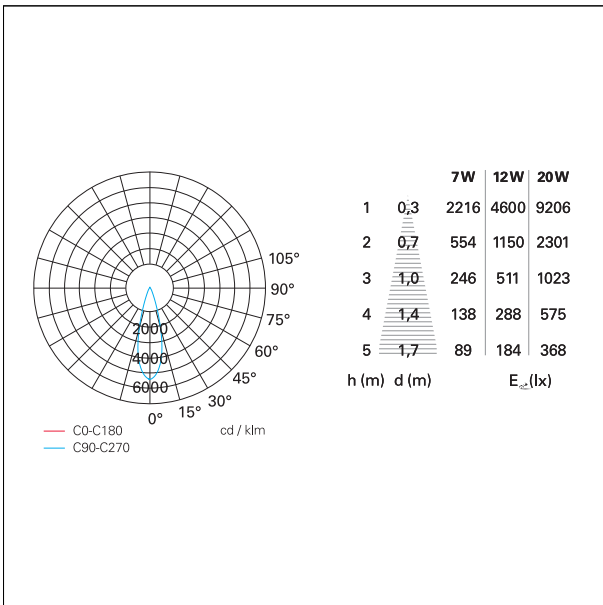 105°
90°
75°
60°
45°
30°
15°
0°
2000
4000
6000
C0-C180
C90-C270
cd / klm
7W 12W 20W
1 0,3 2216 4600 9206
2 0,7 554 1150 2301
3 1,0 246 511 1023
4 1,4 138 288 575
5 1,7 89 184 368
h (m) d (m) E (lx)